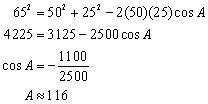 65² = 50² + 25² − 2(50)(25) cos A
4225 = 3125 − 2500 cos A
cos A = − 1100/2500
A ≈ 116